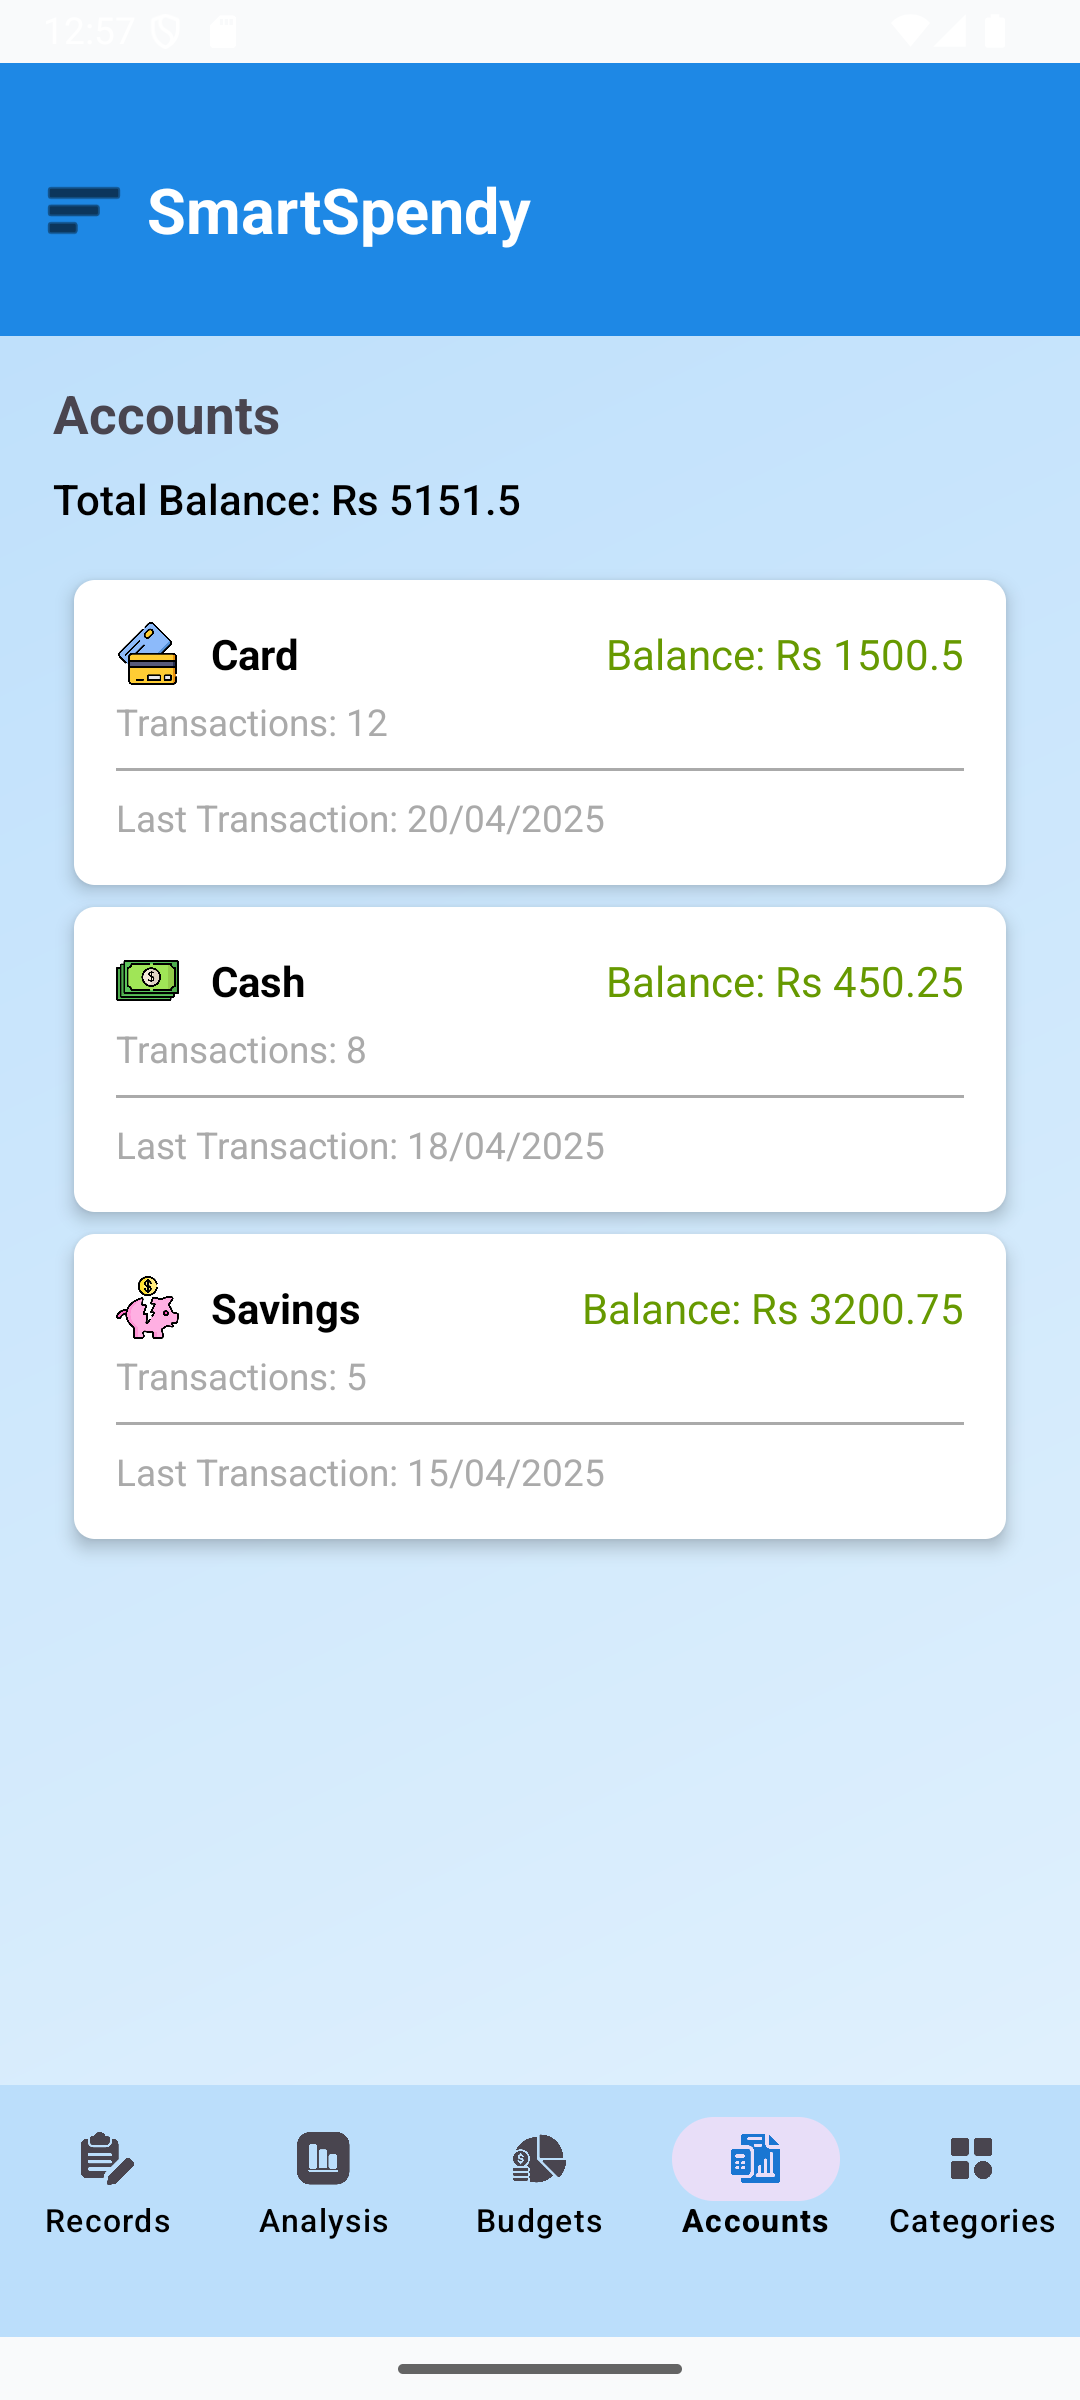 12:57
SmartSpendy
Accounts
Total Balance: Rs 5151.5
Card Balance: Rs 1500.5
Transactions: 12
Last Transaction: 20/04/2025
Cash Balance: Rs 450.25
Transactions: 8
Last Transaction: 18/04/2025
Savings Balance: Rs 3200.75
Transactions: 5
Last Transaction: 15/04/2025
Records Analysis Budgets Accounts Categories